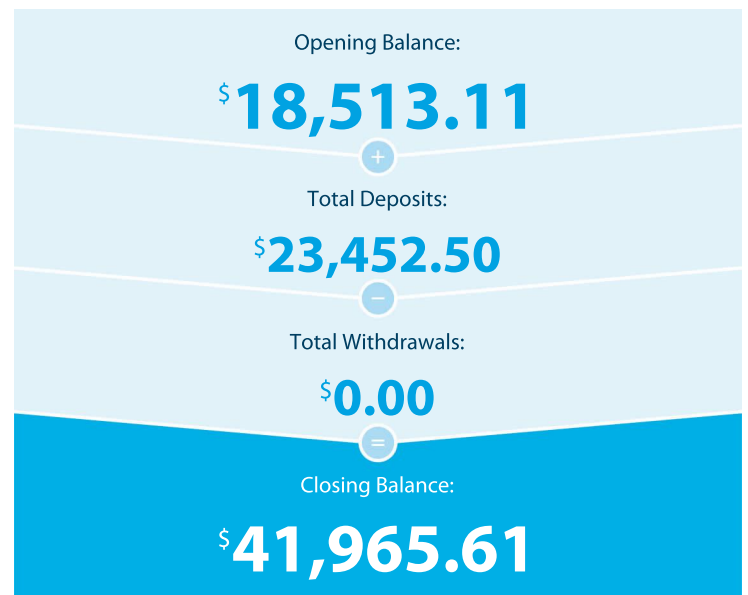 Opening Balance:
$18,513.11
+
Total Deposits:
$23,452.50
−
Total Withdrawals:
$0.00
=
Closing Balance:
$41,965.61